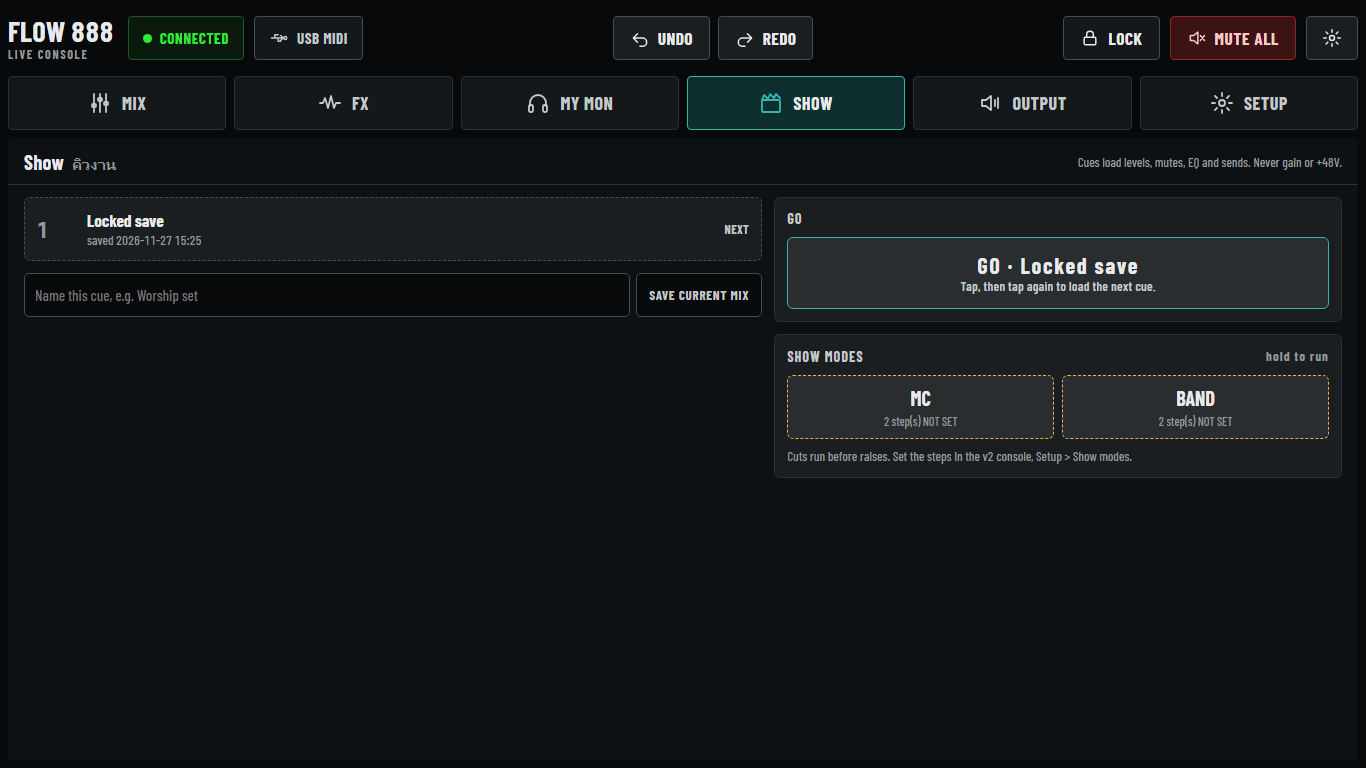 FLOW 888
LIVE CONSOLE
CONNECTED
USB MIDI
UNDO
REDO
LOCK
MUTE ALL
MIX
FX
MY MON
SHOW
OUTPUT
SETUP
Show คิวงาน
Cues load levels, mutes, EQ and sends. Never gain or +48V.
1
Locked save
saved 2026-11-27 15:25
NEXT
Name this cue, e.g. Worship set
SAVE CURRENT MIX
GO
GO · Locked save
Tap, then tap again to load the next cue.
SHOW MODES
hold to run
MC
2 step(s) NOT SET
BAND
2 step(s) NOT SET
Cuts run before raises. Set the steps in the v2 console, Setup > Show modes.